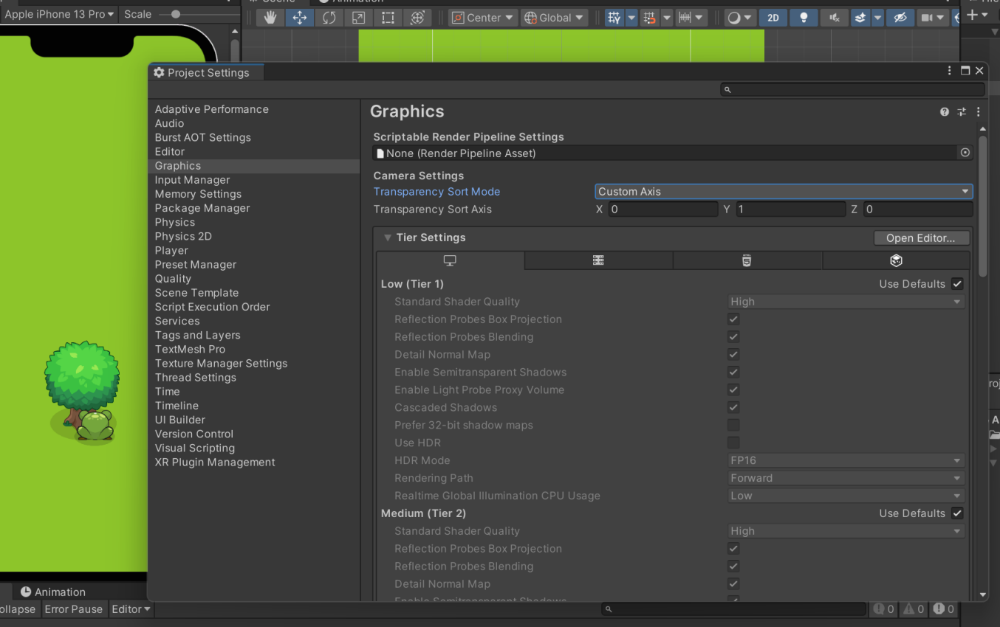 Scene
Animation
Apple iPhone 13 Pro
Scale
Center
Global
2D
Project Settings
Adaptive Performance
Audio
Burst AOT Settings
Editor
Graphics
Input Manager
Memory Settings
Package Manager
Physics
Physics 2D
Player
Preset Manager
Quality
Scene Template
Script Execution Order
Services
Tags and Layers
TextMesh Pro
Texture Manager Settings
Thread Settings
Time
Timeline
UI Builder
Version Control
Visual Scripting
XR Plugin Management
Graphics
Scriptable Render Pipeline Settings
None (Render Pipeline Asset)
Camera Settings
Transparency Sort Mode Custom Axis
Transparency Sort Axis X 0 Y 1 Z 0
Tier Settings Open Editor...
Low (Tier 1) Use Defaults
Standard Shader Quality High
Reflection Probes Box Projection
Reflection Probes Blending
Detail Normal Map
Enable Semitransparent Shadows
Enable Light Probe Proxy Volume
Cascaded Shadows
Prefer 32-bit shadow maps
Use HDR
HDR Mode FP16
Rendering Path Forward
Realtime Global Illumination CPU Usage Low
Medium (Tier 2) Use Defaults
Standard Shader Quality High
Reflection Probes Box Projection
Reflection Probes Blending
Detail Normal Map
Enable Semitransparent Shadows
Animation
ollapse Error Pause Editor
0 0 0